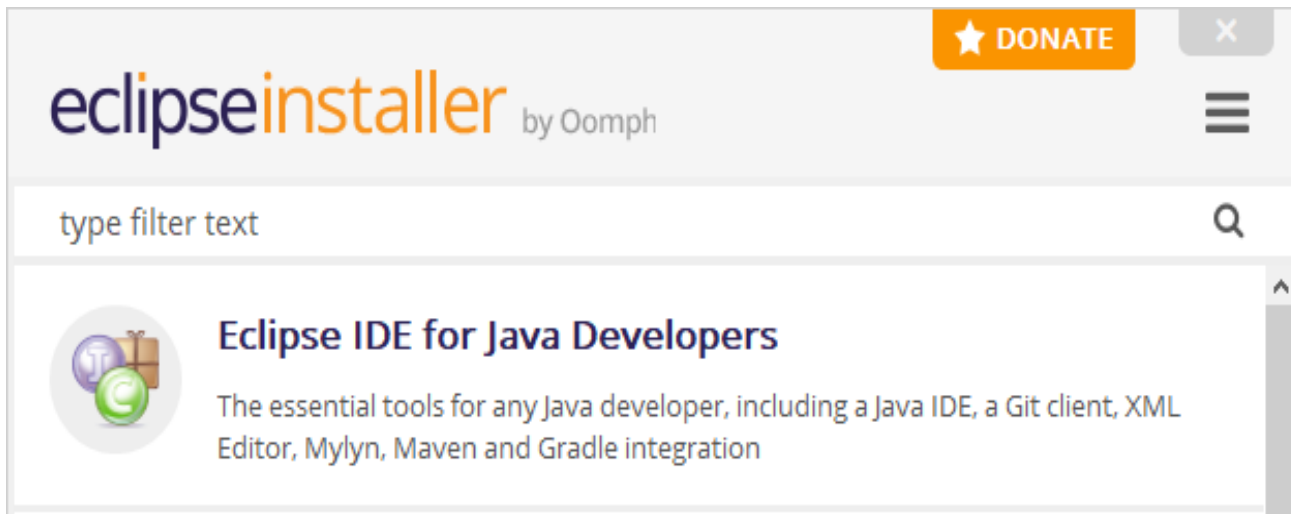 DONATE
X
eclipseinstaller by Oomph
type filter text
Eclipse IDE for Java Developers
J
C
The essential tools for any Java developer, including a Java IDE, a Git client, XML
Editor, Mylyn, Maven and Gradle integration